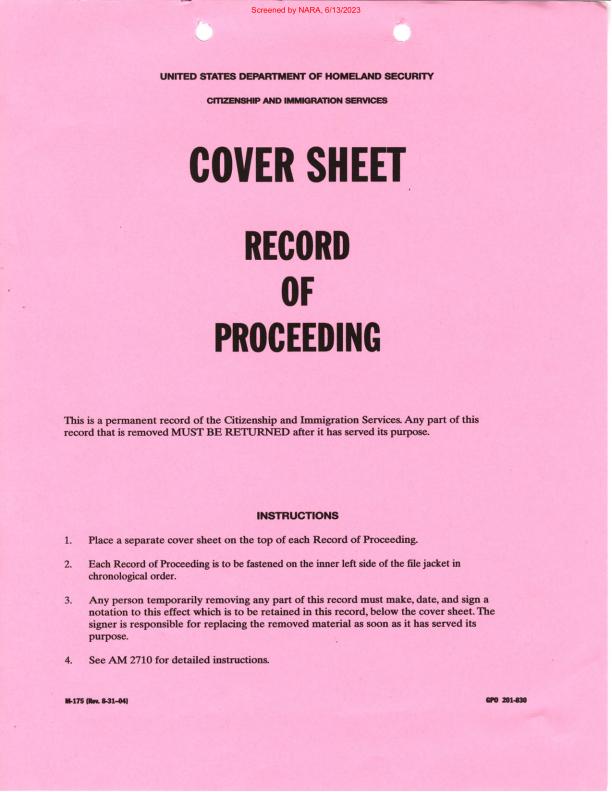 Screened by NARA, 6/13/2023
UNITED STATES DEPARTMENT OF HOMELAND SECURITY
CITIZENSHIP AND IMMIGRATION SERVICES
COVER SHEET
RECORD
OF
PROCEEDING
This is a permanent record of the Citizenship and Immigration Services. Any part of this
record that is removed MUST BE RETURNED after it has served its purpose.
INSTRUCTIONS
1. Place a separate cover sheet on the top of each Record of Proceeding.
2. Each Record of Proceeding is to be fastened on the inner left side of the file jacket in
chronological order.
3. Any person temporarily removing any part of this record must make, date, and sign a
notation to this effect which is to be retained in this record, below the cover sheet. The
signer is responsible for replacing the removed material as soon as it has served its
purpose.
4. See AM 2710 for detailed instructions.
M-175 (Rev. 8-31-04) GPO 201-830